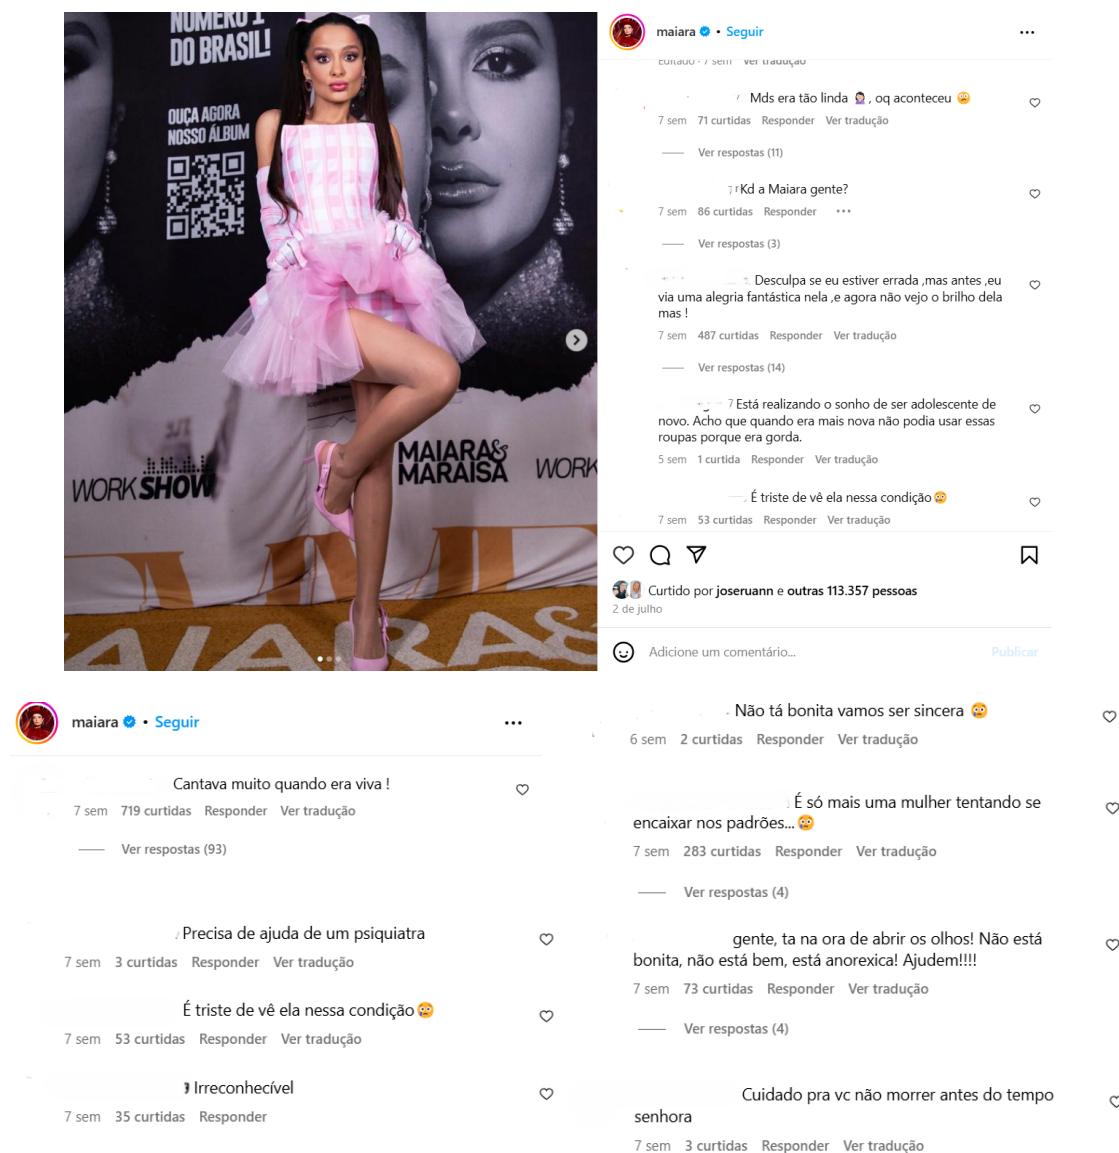 NÚMERO 1
DO BRASIL!
OUÇA AGORA
NOSSO ÁLBUM
WORK SHOW
MAIARA&
MARAISA
WORK
AIARA&
maiara • Seguir
Editado · 7 sem Ver tradução
Mds era tão linda 🤦🏻‍♀️, oq aconteceu 😢
7 sem 71 curtidas Responder Ver tradução
Ver respostas (11)
Kd a Maiara gente?
7 sem 86 curtidas Responder
Ver respostas (3)
Desculpa se eu estiver errada ,mas antes ,eu
via uma alegria fantástica nela ,e agora não vejo o brilho dela
mas !
7 sem 487 curtidas Responder Ver tradução
Ver respostas (14)
Está realizando o sonho de ser adolescente de
novo. Acho que quando era mais nova não podia usar essas
roupas porque era gorda.
5 sem 1 curtida Responder Ver tradução
É triste de vê ela nessa condição😢
7 sem 53 curtidas Responder Ver tradução
Curtido por joseruann e outras 113.357 pessoas
2 de julho
Adicione um comentário...
Publicar
maiara • Seguir
Cantava muito quando era viva !
7 sem 719 curtidas Responder Ver tradução
Ver respostas (93)
Precisa de ajuda de um psiquiatra
7 sem 3 curtidas Responder Ver tradução
É triste de vê ela nessa condição😢
7 sem 53 curtidas Responder Ver tradução
Irreconhecível
7 sem 35 curtidas Responder
Não tá bonita vamos ser sincera 😢
6 sem 2 curtidas Responder Ver tradução
É só mais uma mulher tentando se
encaixar nos padrões...😢
7 sem 283 curtidas Responder Ver tradução
Ver respostas (4)
gente, ta na ora de abrir os olhos! Não está
bonita, não está bem, está anorexica! Ajudem!!!!
7 sem 73 curtidas Responder Ver tradução
Ver respostas (4)
Cuidado pra vc não morrer antes do tempo
senhora
7 sem 3 curtidas Responder Ver tradução